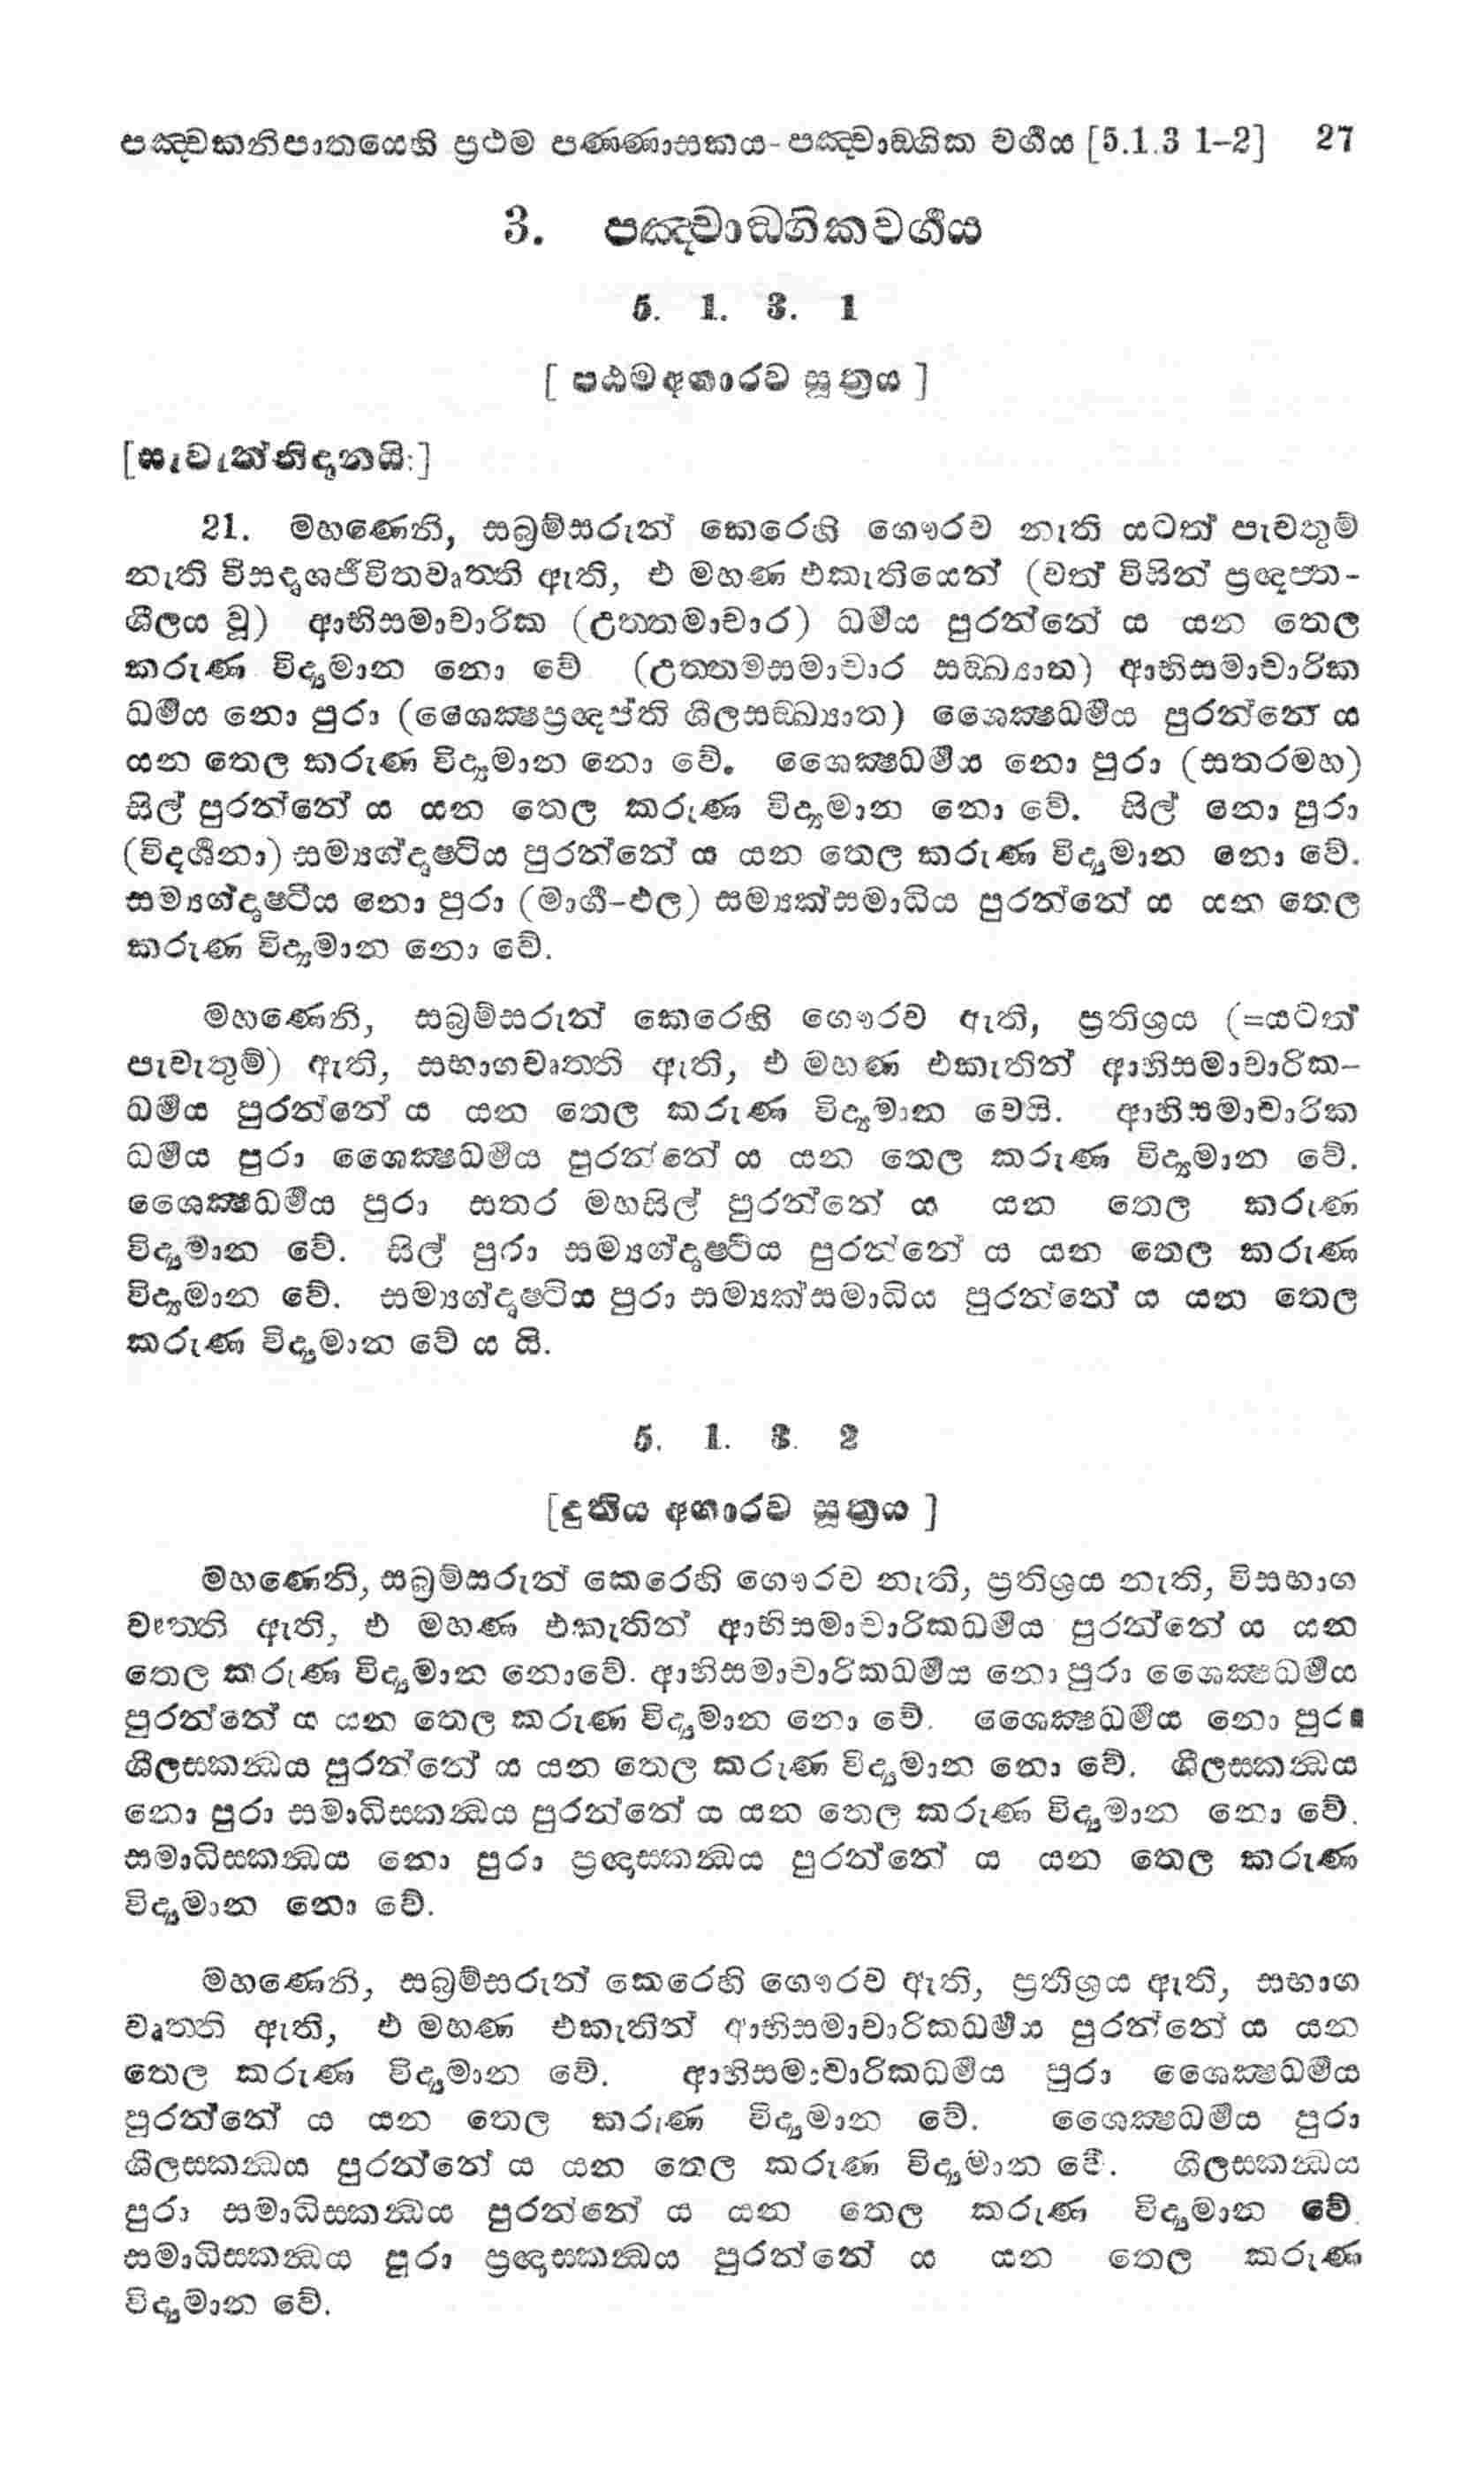 පඤ්චකනිපාතයෙහි ප්‍රථම පණ්ණාසකය-පඤ්චාඞ්ගික වර්ගය [5.1.3 1–2] 27
3. පඤ්චාඞ්ගිකවර්ගය
5. 1. 3. 1
[ පඨමඅගාරව සූත්‍රය ]
[සැවැත්නිදානයි:]
21. මහණෙනි, සබ්‍රම්සරුන් කෙරෙහි ගෞරව නැති යටත් පැවතුම්
නැති විසදෘශජීවිතවෘත්ති ඇති, එ මහණ එකැතියෙන් (වත් විසින් ප්‍රඥප්ත-
ශීලය වූ) ආභිසමාචාරික (උත්තමාචාර) ධර්මය පුරන්නේ ය යන තෙල
කරුණ විද්‍යමාන නො වේ (උත්තමසමාචාර සඞ්ඛ්‍යාත) ආභිසමාචාරික
ධර්මය නො පුරා (ශෛක්‍ෂප්‍රඥප්ති ශීලසඞ්ඛ්‍යාත) ශෛක්‍ෂධර්මය පුරන්නේ ය
යන තෙල කරුණ විද්‍යමාන නො වේ. ශෛක්‍ෂධර්මය නො පුරා (සතරමහ)
සිල් පුරන්නේ ය යන තෙල කරුණ විද්‍යමාන නො වේ. සිල් නො පුරා
(විදර්ශනා) සම්‍යග්දෘෂ්ටිය පුරන්නේ ය යන තෙල කරුණ විද්‍යමාන නො වේ.
සම්‍යග්දෘෂ්ටිය නො පුරා (මාර්ග-ඵල) සම්‍යක්සමාධිය පුරන්නේ ය යන තෙල
කරුණ විද්‍යමාන නො වේ.
මහණෙනි, සබ්‍රම්සරුන් කෙරෙහි ගෞරව ඇති, ප්‍රතිශ්‍රය (=යටත්
පැවැතුම්) ඇති, සභාගවෘත්ති ඇති, එ මහණ එකැතින් ආභිසමාචාරික-
ධර්මය පුරන්නේ ය යන තෙල කරුණ විද්‍යමාන වෙයි. ආභිසමාචාරික
ධර්මය පුරා ශෛක්‍ෂධර්මය පුරන්නේ ය යන තෙල කරුණ විද්‍යමාන වේ.
ශෛක්‍ෂධර්මය පුරා සතර මහසිල් පුරන්නේ ය යන තෙල කරුණ
විද්‍යමාන වේ. සිල් පුරා සම්‍යග්දෘෂ්ටිය පුරන්නේ ය යන තෙල කරුණ
විද්‍යමාන වේ. සම්‍යග්දෘෂ්ටිය පුරා සම්‍යක්සමාධිය පුරන්නේ ය යන තෙල
කරුණ විද්‍යමාන වේ ය යි.
5. 1. 3. 2
[දුතිය අගාරව සූත්‍රය ]
මහණෙනි, සබ්‍රම්සරුන් කෙරෙහි ගෞරව නැති, ප්‍රතිශ්‍රය නැති, විසභාග
වෘත්ති ඇති, එ මහණ එකැතින් ආභිසමාචාරිකධර්මය පුරන්නේ ය යන
තෙල කරුණ විද්‍යමාන නොවේ. ආභිසමාචාරිකධර්මය නො පුරා ශෛක්‍ෂධර්මය
පුරන්නේ ය යන තෙල කරුණ විද්‍යමාන නො වේ. ශෛක්‍ෂධර්මය නො පුරා
ශීලස්කන්‍ධය පුරන්නේ ය යන තෙල කරුණ විද්‍යමාන නො වේ. ශීලස්කන්‍ධය
නො පුරා සමාධිස්කන්‍ධය පුරන්නේ ය යන තෙල කරුණ විද්‍යමාන නො වේ.
සමාධිස්කන්‍ධය නො පුරා ප්‍රඥාස්කන්‍ධය පුරන්නේ ය යන තෙල කරුණ
විද්‍යමාන නො වේ.
මහණෙනි, සබ්‍රම්සරුන් කෙරෙහි ගෞරව ඇති, ප්‍රතිශ්‍රය ඇති, සභාග
වෘත්ති ඇති, එ මහණ එකැතින් ආභිසමාචාරිකධර්මය පුරන්නේ ය යන
තෙල කරුණ විද්‍යමාන වේ. ආභිසමාචාරිකධර්මය පුරා ශෛක්‍ෂධර්මය
පුරන්නේ ය යන තෙල කරුණ විද්‍යමාන වේ. ශෛක්‍ෂධර්මය පුරා
ශීලස්කන්‍ධය පුරන්නේ ය යන තෙල කරුණ විද්‍යමාන වේ. ශීලස්කන්‍ධය
පුරා සමාධිස්කන්‍ධය පුරන්නේ ය යන තෙල කරුණ විද්‍යමාන වේ.
සමාධිස්කන්‍ධය පුරා ප්‍රඥාස්කන්‍ධය පුරන්නේ ය යන තෙල කරුණ
විද්‍යමාන වේ.